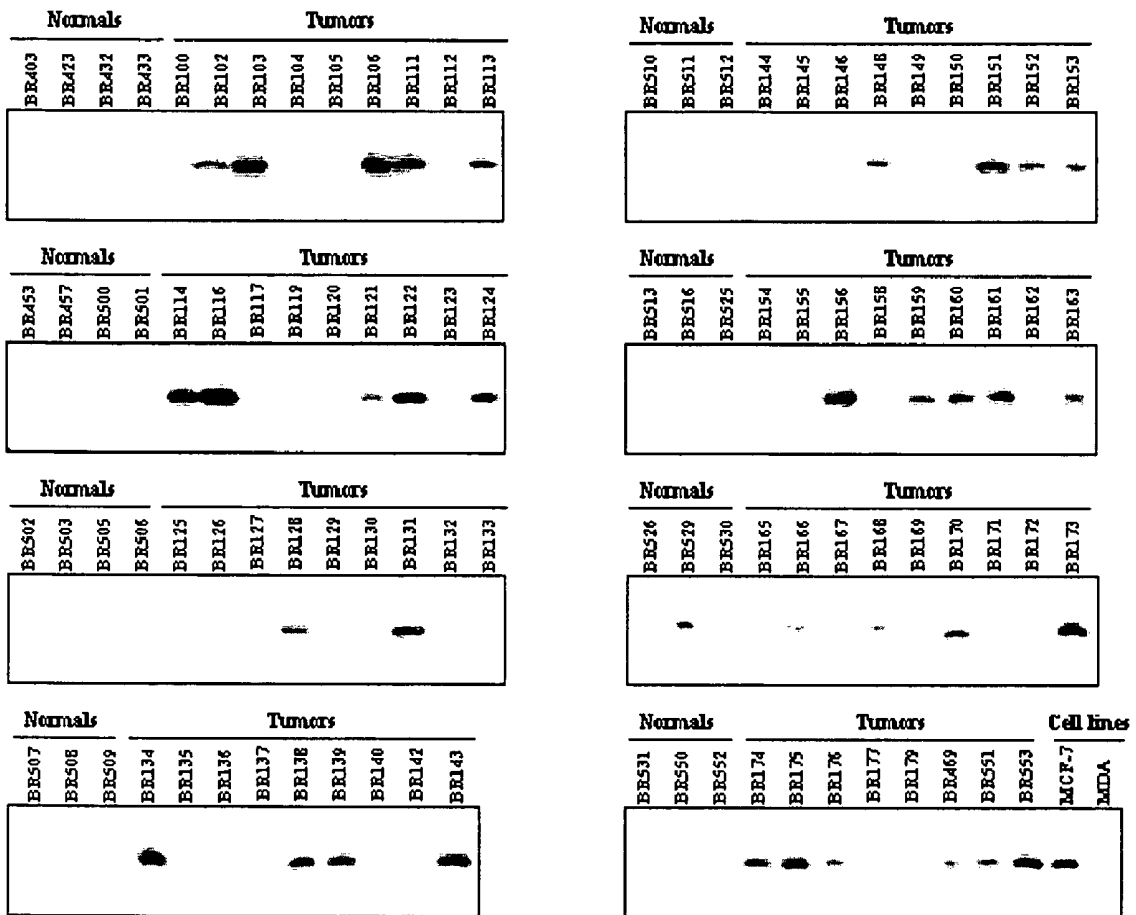 Normals Tumors
BR403 BR423 BR432 BR433 BR100 BR102 BR103 BR104 BR105 BR106 BR111 BR112 BR113
Normals Tumors
BR510 BR511 BR512 BR144 BR145 BR146 BR148 BR149 BR150 BR151 BR152 BR153
Normals Tumors
BR453 BR457 BR500 BR501 BR114 BR116 BR117 BR119 BR120 BR121 BR122 BR123 BR124
Normals Tumors
BR513 BR516 BR525 BR154 BR155 BR156 BR158 BR159 BR160 BR161 BR162 BR163
Normals Tumors
BR502 BR503 BR505 BR506 BR125 BR126 BR127 BR128 BR129 BR130 BR131 BR132 BR133
Normals Tumors
BR526 BR529 BR530 BR165 BR166 BR167 BR168 BR169 BR170 BR171 BR172 BR173
Normals Tumors
BR507 BR508 BR509 BR134 BR135 BR136 BR137 BR138 BR139 BR140 BR142 BR143
Normals Tumors Cell lines
BR531 BR550 BR552 BR174 BR175 BR176 BR177 BR179 BR469 BR551 BR553 MCF-7 MDA